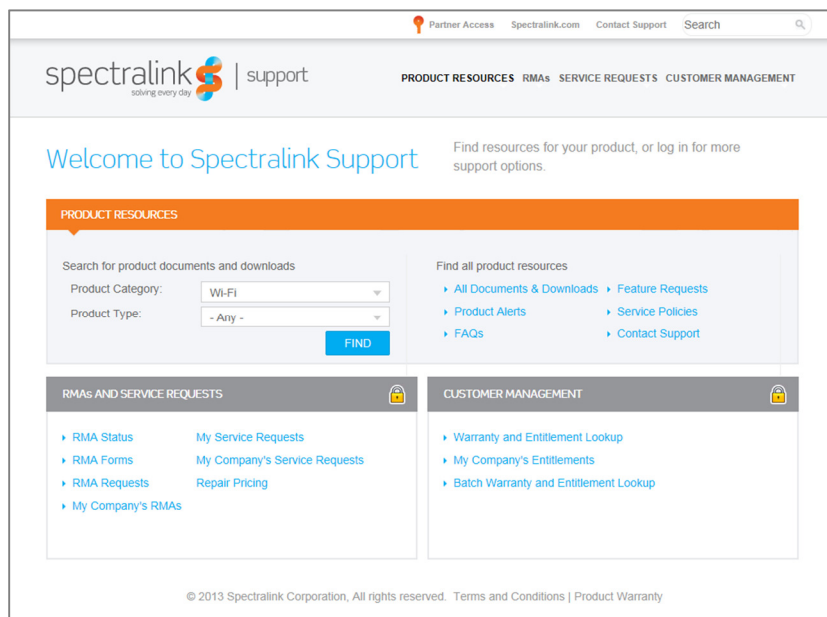 Partner Access Spectralink.com Contact Support Search
spectralink | support
solving every day
PRODUCT RESOURCES RMAs SERVICE REQUESTS CUSTOMER MANAGEMENT
Welcome to Spectralink Support
Find resources for your product, or log in for more
support options.
PRODUCT RESOURCES
Search for product documents and downloads
Product Category: Wi-Fi
Product Type: - Any -
FIND
Find all product resources
All Documents & Downloads Feature Requests
Product Alerts Service Policies
FAQs Contact Support
RMAs AND SERVICE REQUESTS
RMA Status My Service Requests
RMA Forms My Company's Service Requests
RMA Requests Repair Pricing
My Company's RMAs
CUSTOMER MANAGEMENT
Warranty and Entitlement Lookup
My Company's Entitlements
Batch Warranty and Entitlement Lookup
© 2013 Spectralink Corporation, All rights reserved. Terms and Conditions | Product Warranty